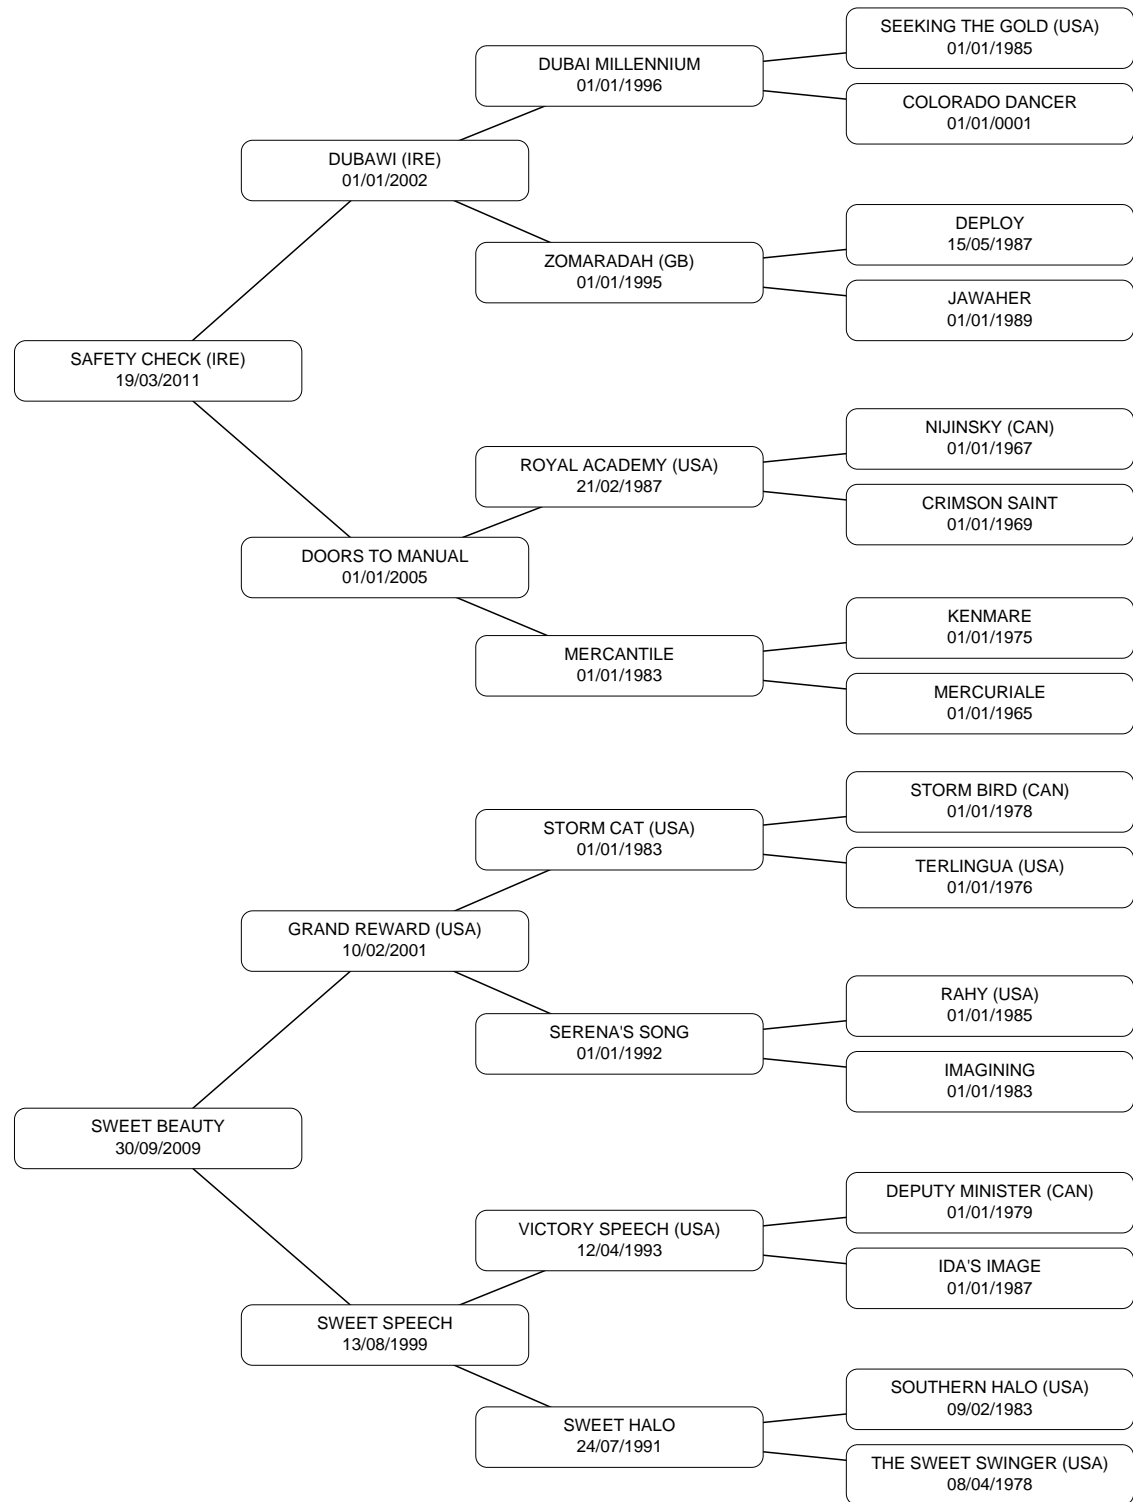 SEEKING THE GOLD (USA)
01/01/1985
DUBAI MILLENNIUM
01/01/1996
COLORADO DANCER
01/01/0001
DUBAWI (IRE)
01/01/2002
DEPLOY
15/05/1987
ZOMARADAH (GB)
01/01/1995
JAWAHER
01/01/1989
SAFETY CHECK (IRE)
19/03/2011
NIJINSKY (CAN)
01/01/1967
ROYAL ACADEMY (USA)
21/02/1987
CRIMSON SAINT
01/01/1969
DOORS TO MANUAL
01/01/2005
KENMARE
01/01/1975
MERCANTILE
01/01/1983
MERCURIALE
01/01/1965
STORM BIRD (CAN)
01/01/1978
STORM CAT (USA)
01/01/1983
TERLINGUA (USA)
01/01/1976
GRAND REWARD (USA)
10/02/2001
RAHY (USA)
01/01/1985
SERENA'S SONG
01/01/1992
IMAGINING
01/01/1983
SWEET BEAUTY
30/09/2009
DEPUTY MINISTER (CAN)
01/01/1979
VICTORY SPEECH (USA)
12/04/1993
IDA'S IMAGE
01/01/1987
SWEET SPEECH
13/08/1999
SOUTHERN HALO (USA)
09/02/1983
SWEET HALO
24/07/1991
THE SWEET SWINGER (USA)
08/04/1978